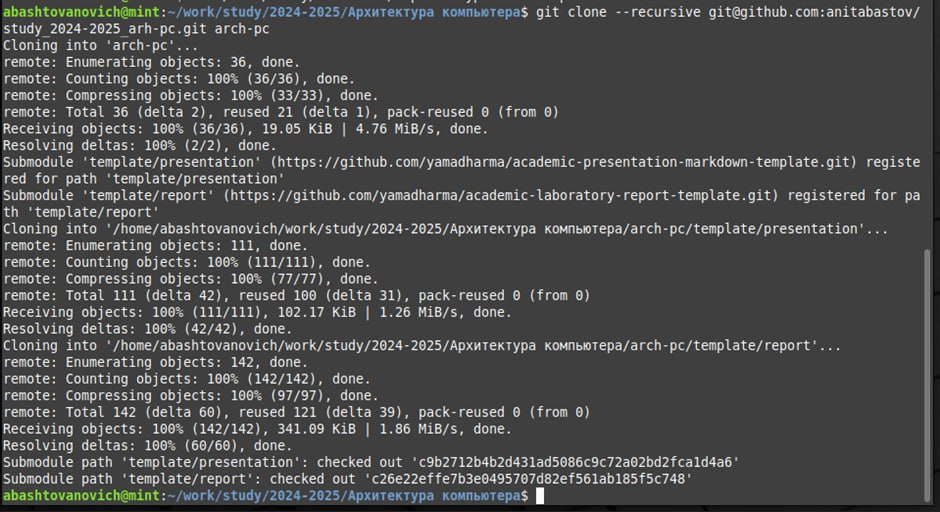 abashtovanovich@mint:~/work/study/2024-2025/Архитектура компьютера$ git clone --recursive git@github.com:anitabastov/
study_2024-2025_arh-pc.git arch-pc
Cloning into 'arch-pc'...
remote: Enumerating objects: 36, done.
remote: Counting objects: 100% (36/36), done.
remote: Compressing objects: 100% (33/33), done.
remote: Total 36 (delta 2), reused 21 (delta 1), pack-reused 0 (from 0)
Receiving objects: 100% (36/36), 19.05 KiB | 4.76 MiB/s, done.
Resolving deltas: 100% (2/2), done.
Submodule 'template/presentation' (https://github.com/yamadharma/academic-presentation-markdown-template.git) registe
red for path 'template/presentation'
Submodule 'template/report' (https://github.com/yamadharma/academic-laboratory-report-template.git) registered for pa
th 'template/report'
Cloning into '/home/abashtovanovich/work/study/2024-2025/Архитектура компьютера/arch-pc/template/presentation'...
remote: Enumerating objects: 111, done.
remote: Counting objects: 100% (111/111), done.
remote: Compressing objects: 100% (77/77), done.
remote: Total 111 (delta 42), reused 100 (delta 31), pack-reused 0 (from 0)
Receiving objects: 100% (111/111), 102.17 KiB | 1.26 MiB/s, done.
Resolving deltas: 100% (42/42), done.
Cloning into '/home/abashtovanovich/work/study/2024-2025/Архитектура компьютера/arch-pc/template/report'...
remote: Enumerating objects: 142, done.
remote: Counting objects: 100% (142/142), done.
remote: Compressing objects: 100% (97/97), done.
remote: Total 142 (delta 60), reused 121 (delta 39), pack-reused 0 (from 0)
Receiving objects: 100% (142/142), 341.09 KiB | 1.86 MiB/s, done.
Resolving deltas: 100% (60/60), done.
Submodule path 'template/presentation': checked out 'c9b2712b4b2d431ad5086c9c72a02bd2fca1d4a6'
Submodule path 'template/report': checked out 'c26e22effe7b3e0495707d82ef561ab185f5c748'
abashtovanovich@mint:~/work/study/2024-2025/Архитектура компьютера$